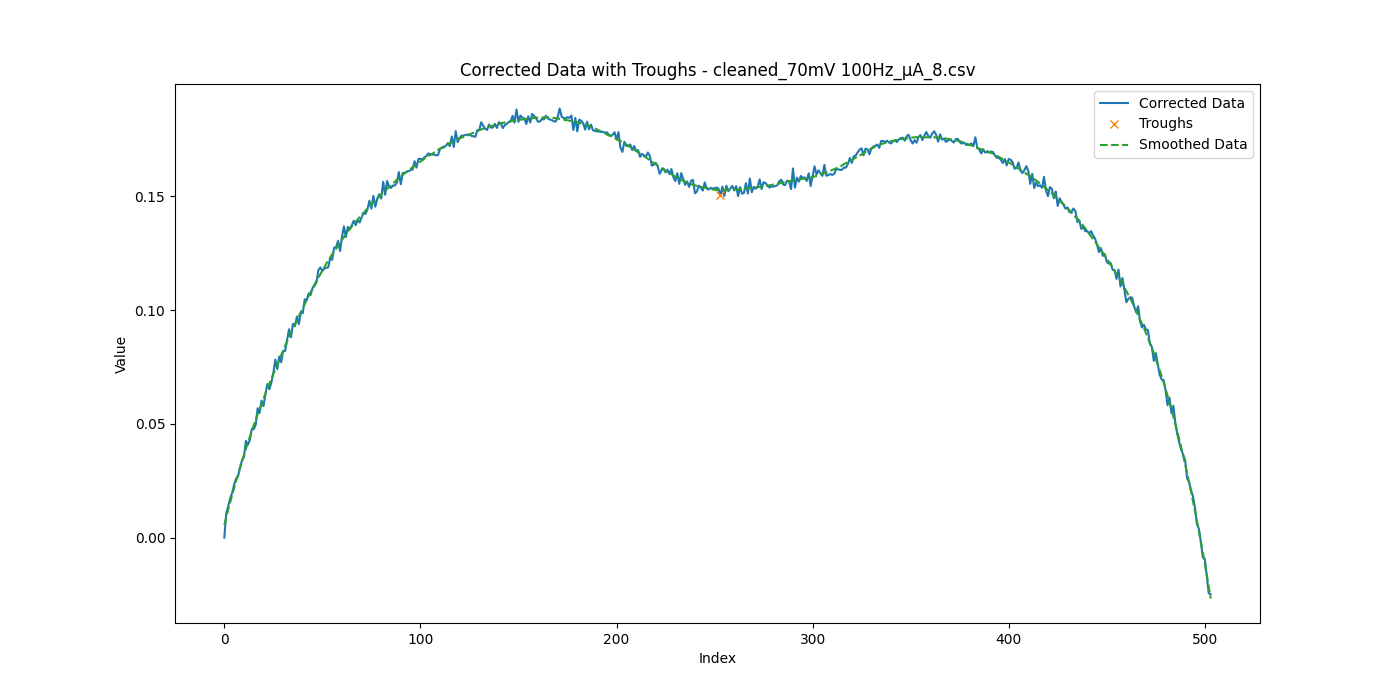 Corrected Data with Troughs - cleaned_70mV 100Hz_μA_8.csv
Corrected Data
Troughs
Smoothed Data
Value
0.15
0.10
0.05
0.00
0
100
200
300
400
500
Index